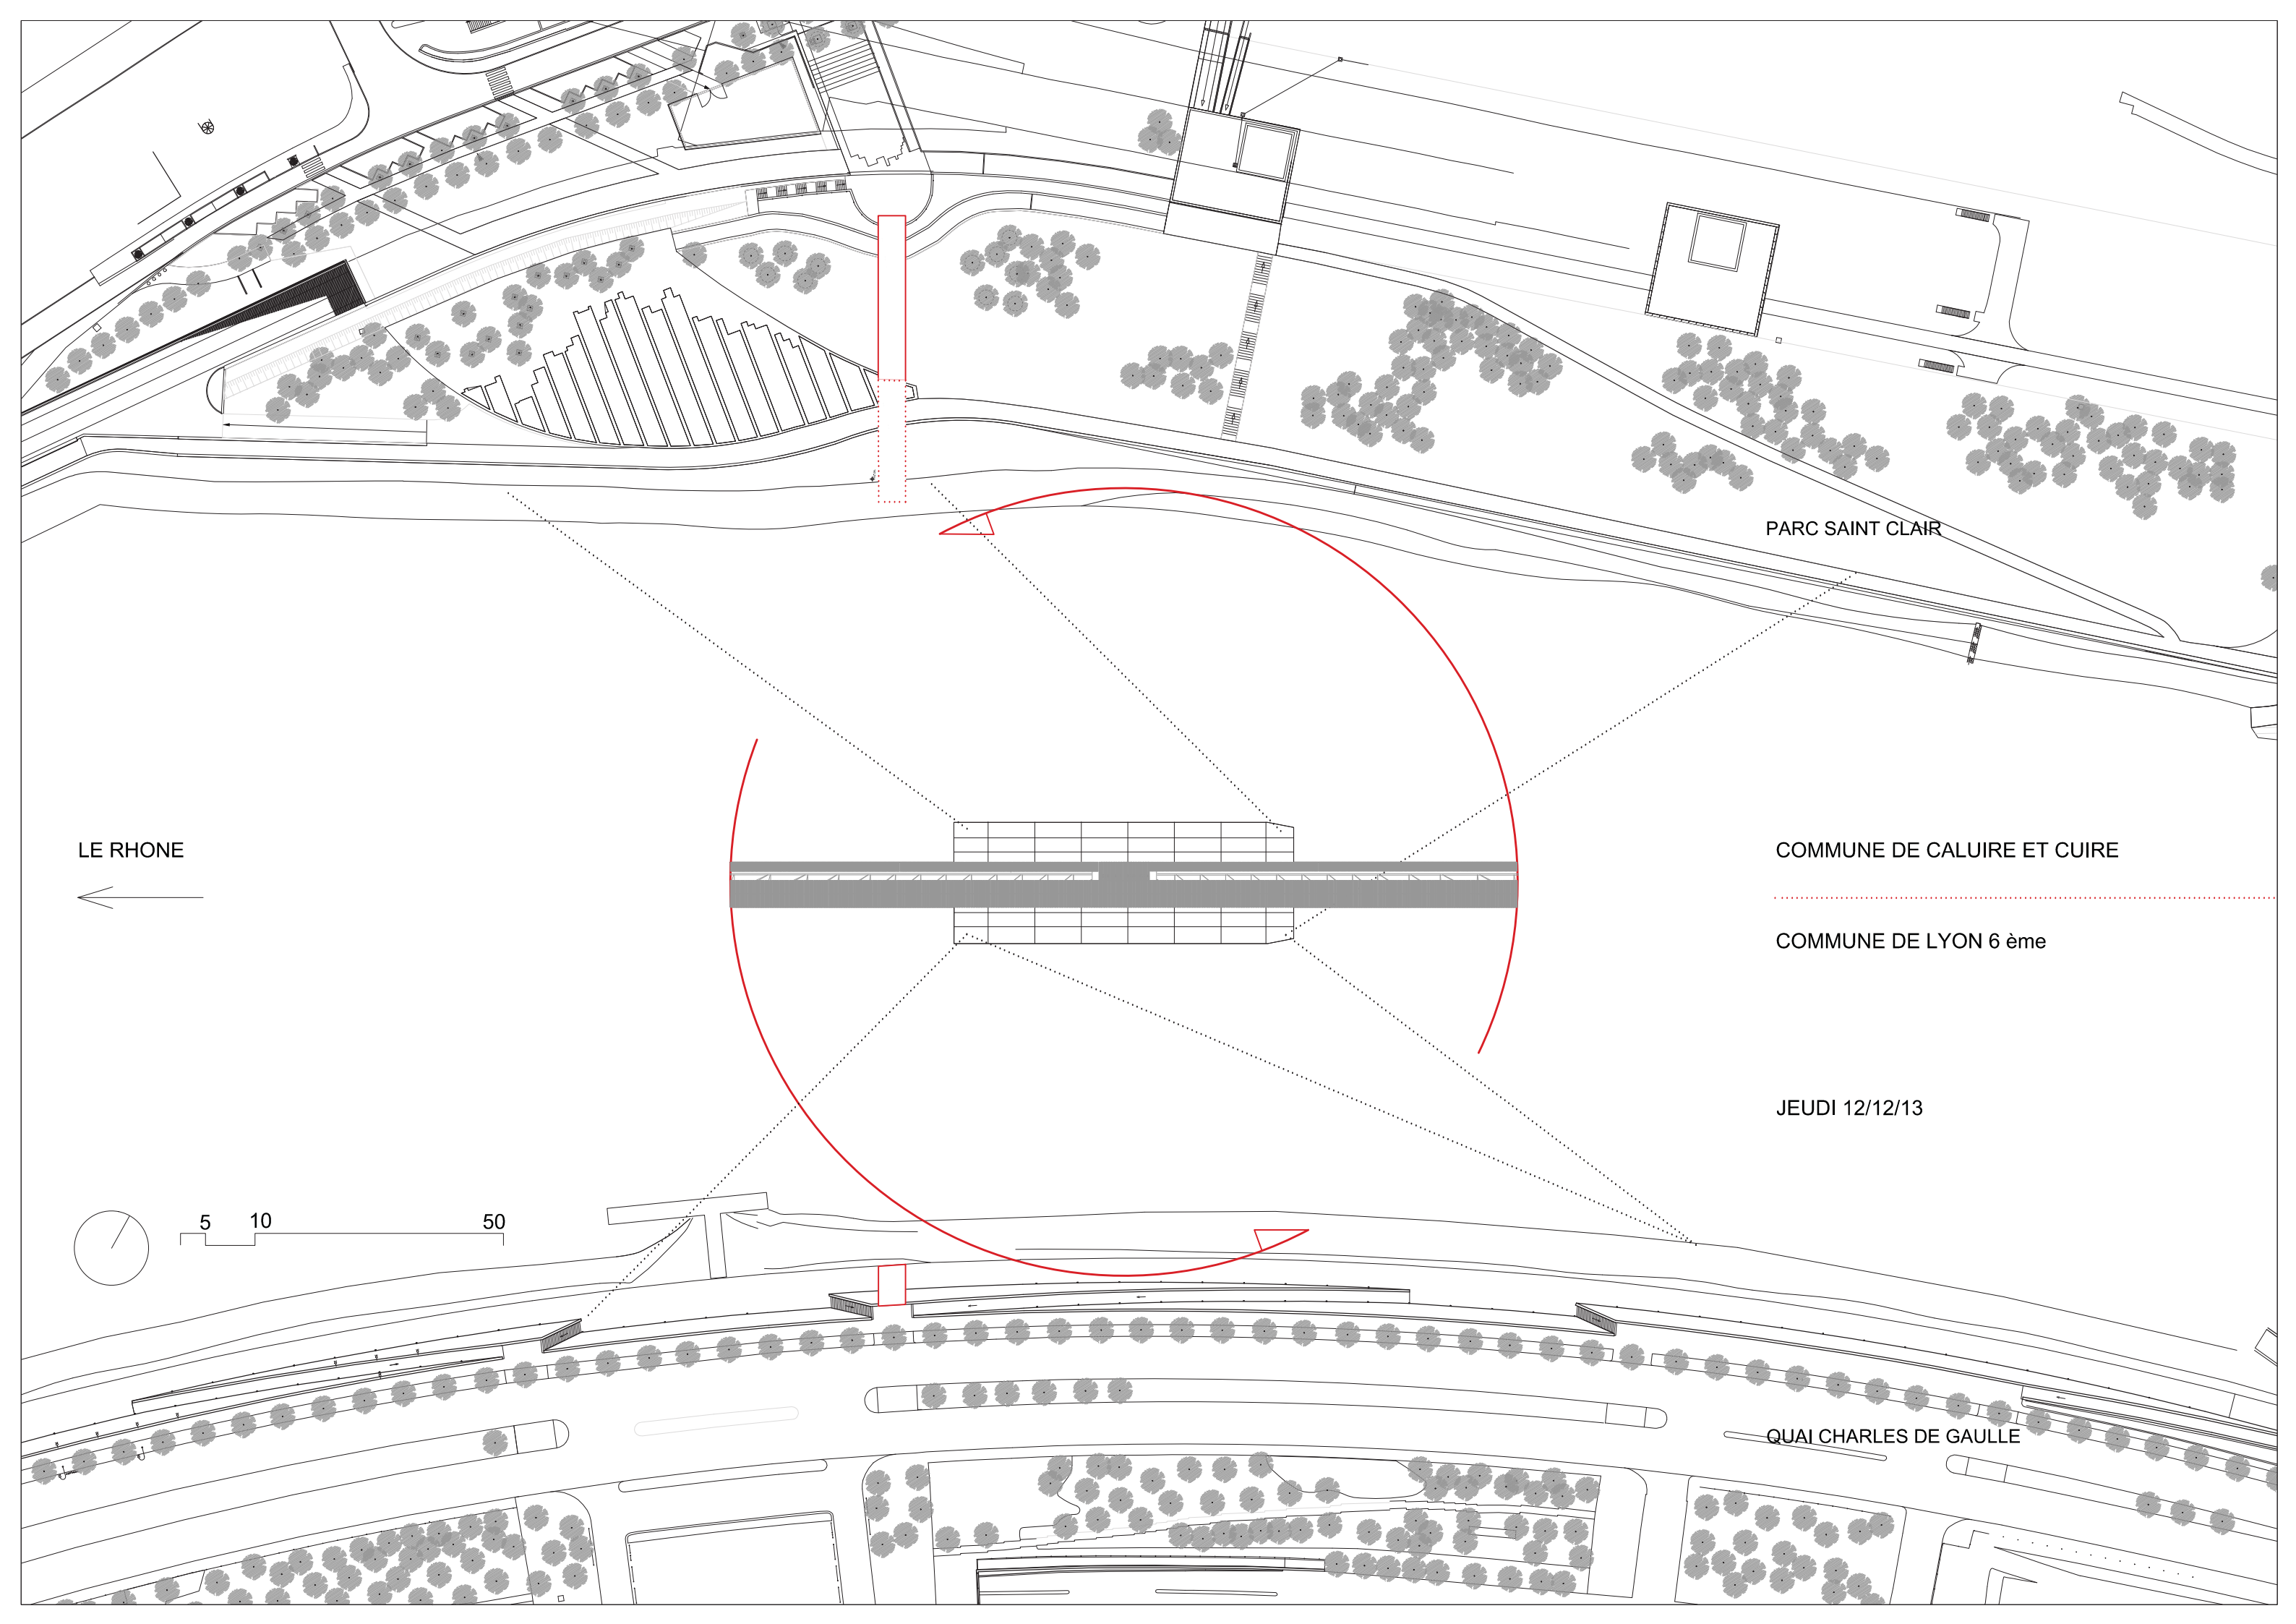 PARC SAINT CLAIR
LE RHONE
COMMUNE DE CALUIRE ET CUIRE
COMMUNE DE LYON 6 ème
JEUDI 12/12/13
5 10 50
QUAI CHARLES DE GAULLE